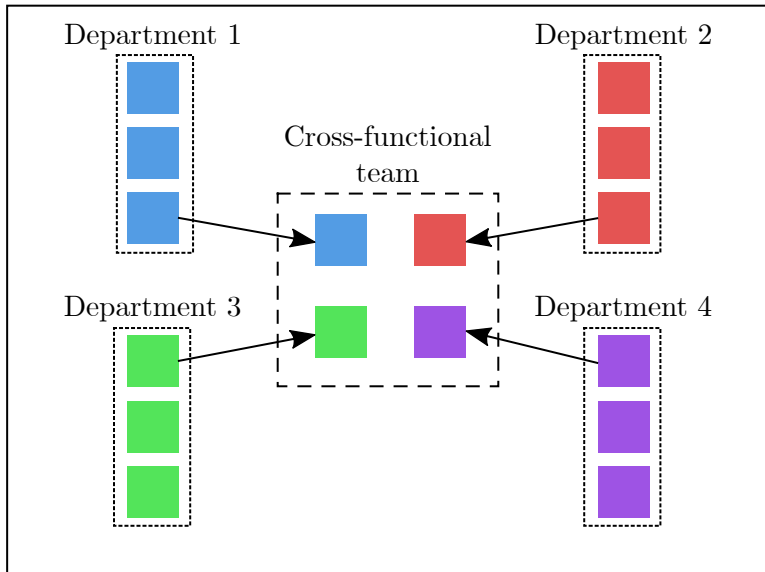 Department 1
Department 2
Cross-functional
team
Department 3
Department 4